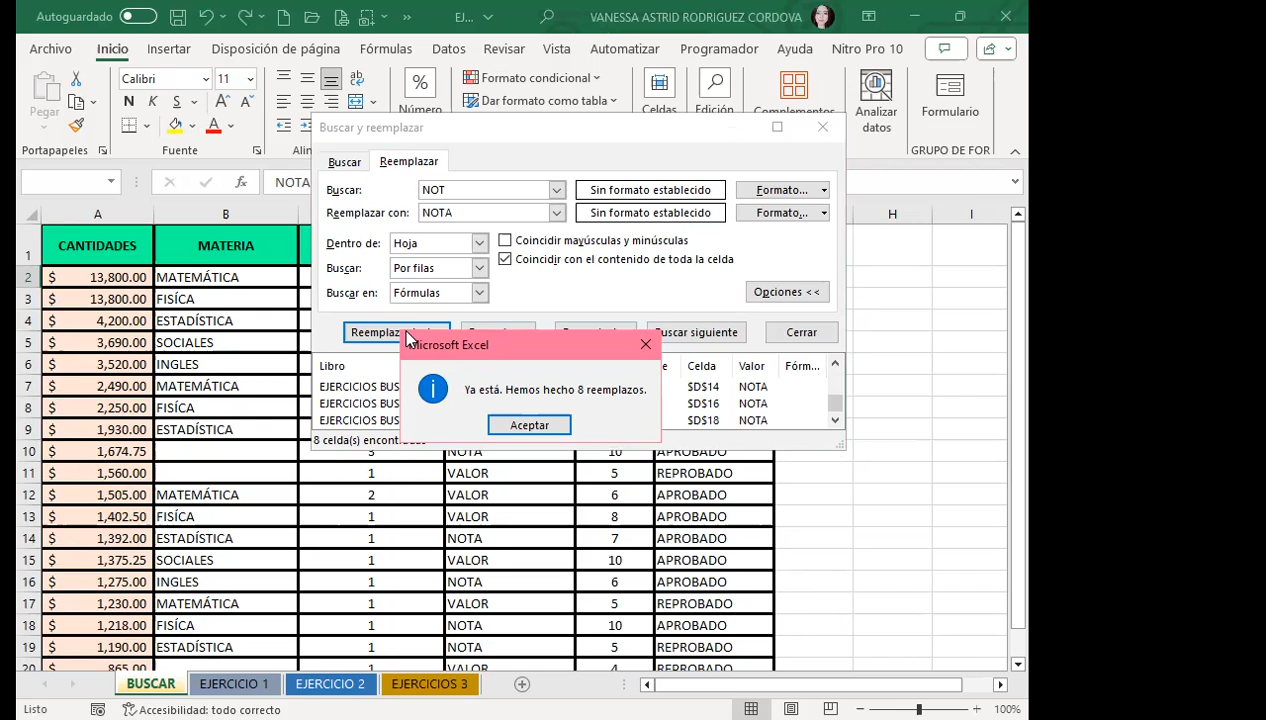 Autoguardado EJ... VANESSA ASTRID RODRIGUEZ CORDOVA
Archivo Inicio Insertar Disposición de página Fórmulas Datos Revisar Vista Automatizar Programador Ayuda Nitro Pro 10
Pegar Calibri 11 N K S % Número Formato condicional Dar formato como tabla Celdas Edición Analizar datos Formulario
Portapapeles Fuente GRUPO DE FOR
Buscar y reemplazar
Buscar Reemplazar
fx NOTA
Buscar: NOT Sin formato establecido Formato...
Reemplazar con: NOTA Sin formato establecido Formato...
Dentro de: Hoja Coincidir mayúsculas y minúsculas
Buscar: Por filas Coincidir con el contenido de toda la celda
Buscar en: Fórmulas Opciones <<
Buscar siguiente Cerrar
Microsoft Excel
Ya está. Hemos hecho 8 reemplazos.
Aceptar
Libro Celda Valor Fórm...
EJERCICIOS BUS $D$14 NOTA
EJERCICIOS BUS $D$16 NOTA
EJERCICIOS BUS $D$18 NOTA
8 celda(s)
A B H I
1 CANTIDADES MATERIA
2 $ 13,800.00 MATEMÁTICA
3 $ 13,800.00 FISÍCA
4 $ 4,200.00 ESTADÍSTICA
5 $ 3,690.00 SOCIALES
6 $ 3,520.00 INGLES
7 $ 2,490.00 MATEMÁTICA
8 $ 2,250.00 FISÍCA
9 $ 1,930.00 ESTADÍSTICA
10 $ 1,674.75 3 NOTA 10 APROBADO
11 $ 1,560.00 1 VALOR 5 REPROBADO
12 $ 1,505.00 MATEMÁTICA 2 VALOR 6 APROBADO
13 $ 1,402.50 FISÍCA 1 VALOR 8 APROBADO
14 $ 1,392.00 ESTADÍSTICA 1 NOTA 7 APROBADO
15 $ 1,375.25 SOCIALES 1 VALOR 10 APROBADO
16 $ 1,275.00 INGLES 1 NOTA 6 APROBADO
17 $ 1,230.00 MATEMÁTICA 1 VALOR 5 REPROBADO
18 $ 1,218.00 FISÍCA 1 NOTA 10 APROBADO
19 $ 1,190.00 ESTADÍSTICA 1 NOTA 5 REPROBADO
20 $ 865.00 1 VALOR 4 REPROBADO
BUSCAR EJERCICIO 1 EJERCICIO 2 EJERCICIOS 3
Listo Accesibilidad: todo correcto 100%